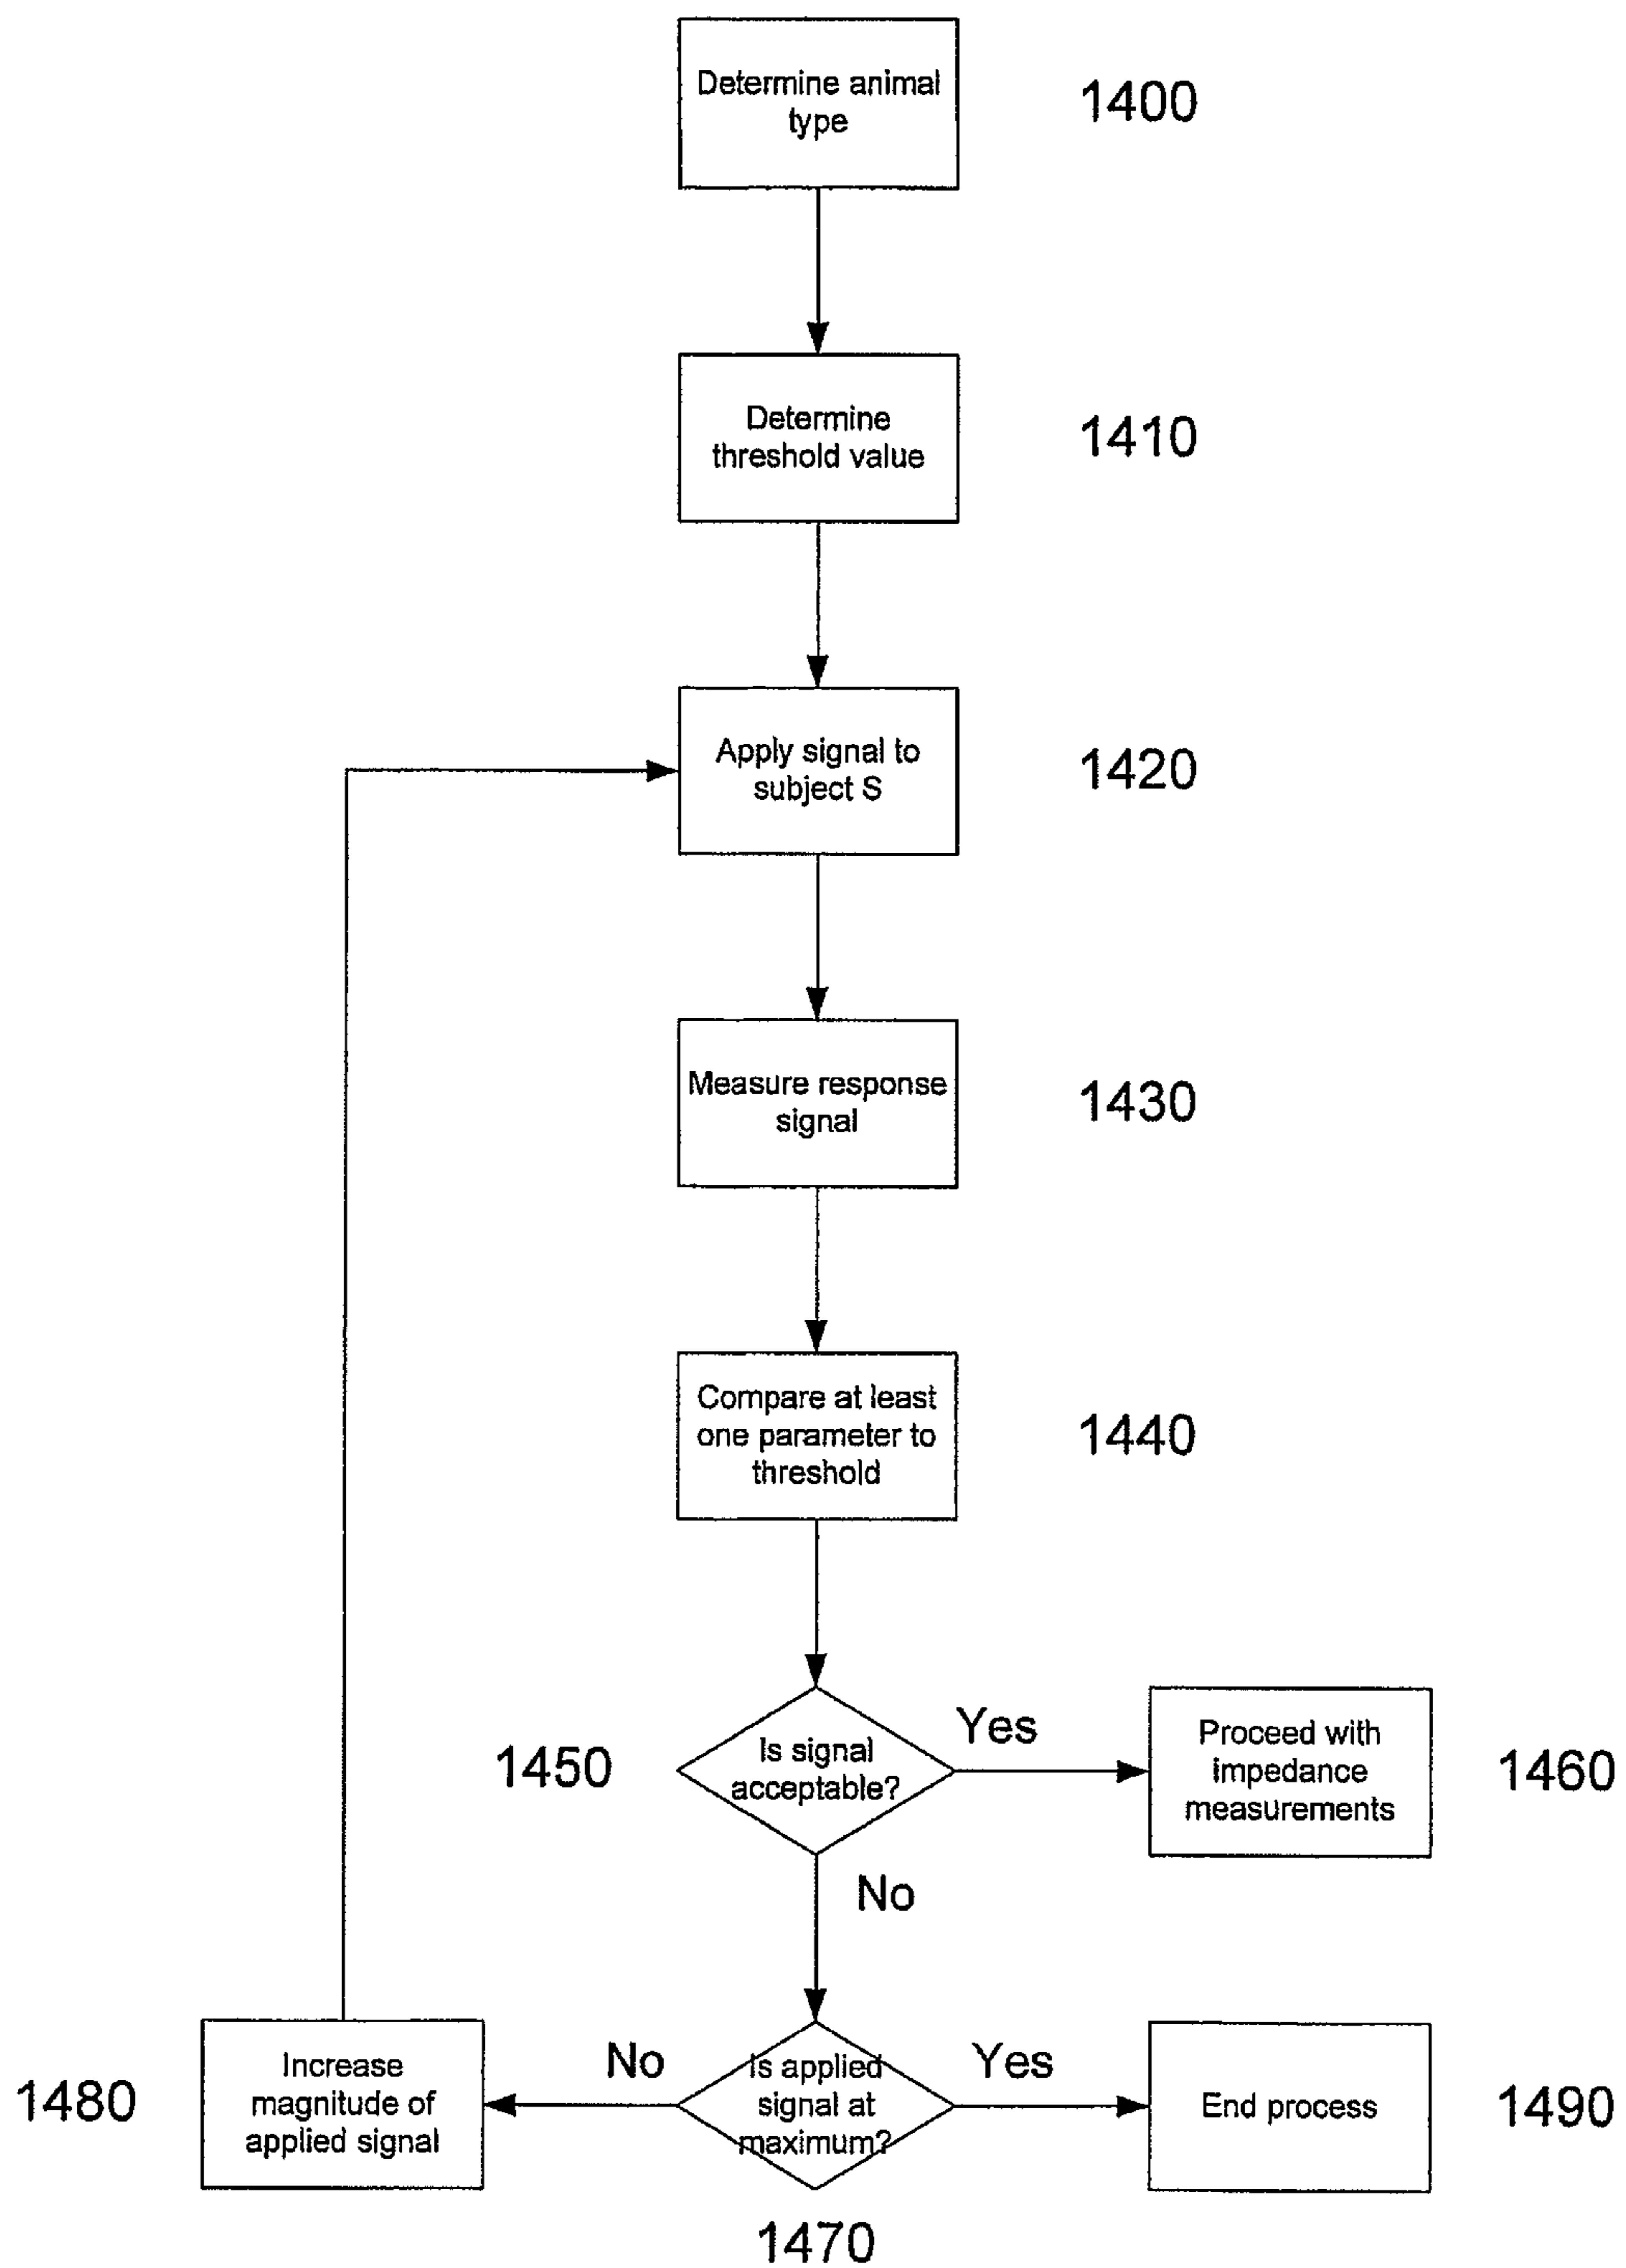 Determine animal
type
1400
Determine
threshold value
1410
Apply signal to
subject S
1420
Measure response
signal
1430
Compare at least
one parameter to
threshold
1440
1450
Is signal
acceptable?
Yes
Proceed with
impedance
measurements
1460
No
1480
Increase
magnitude of
applied signal
No
Is applied
signal at
maximum?
Yes
End process
1490
1470